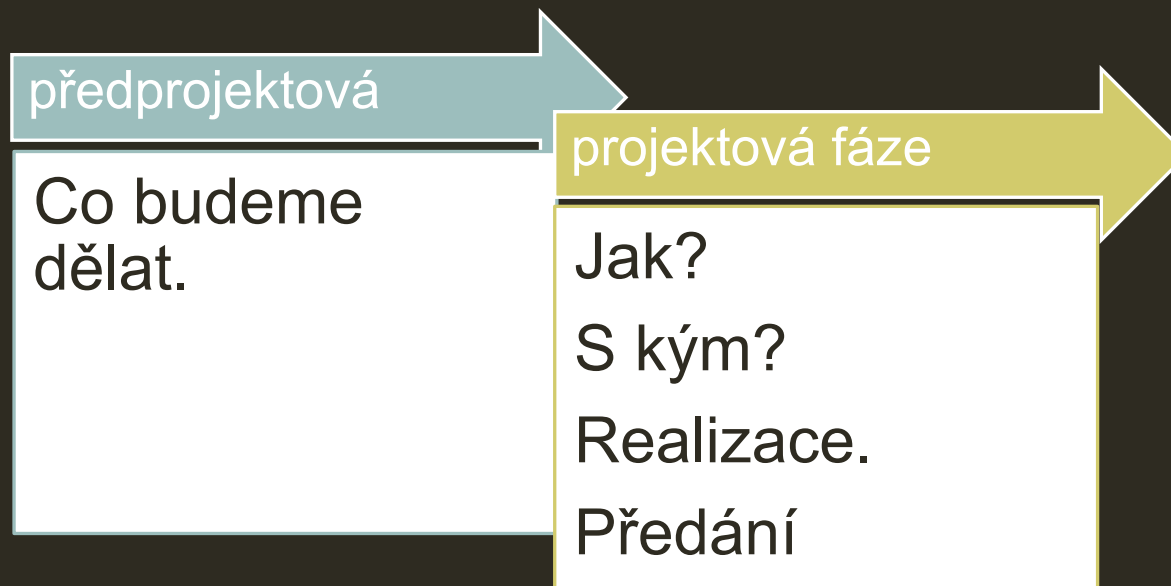 předprojektová
Co budeme
dělat.
projektová fáze
Jak?
S kým?
Realizace.
Předání